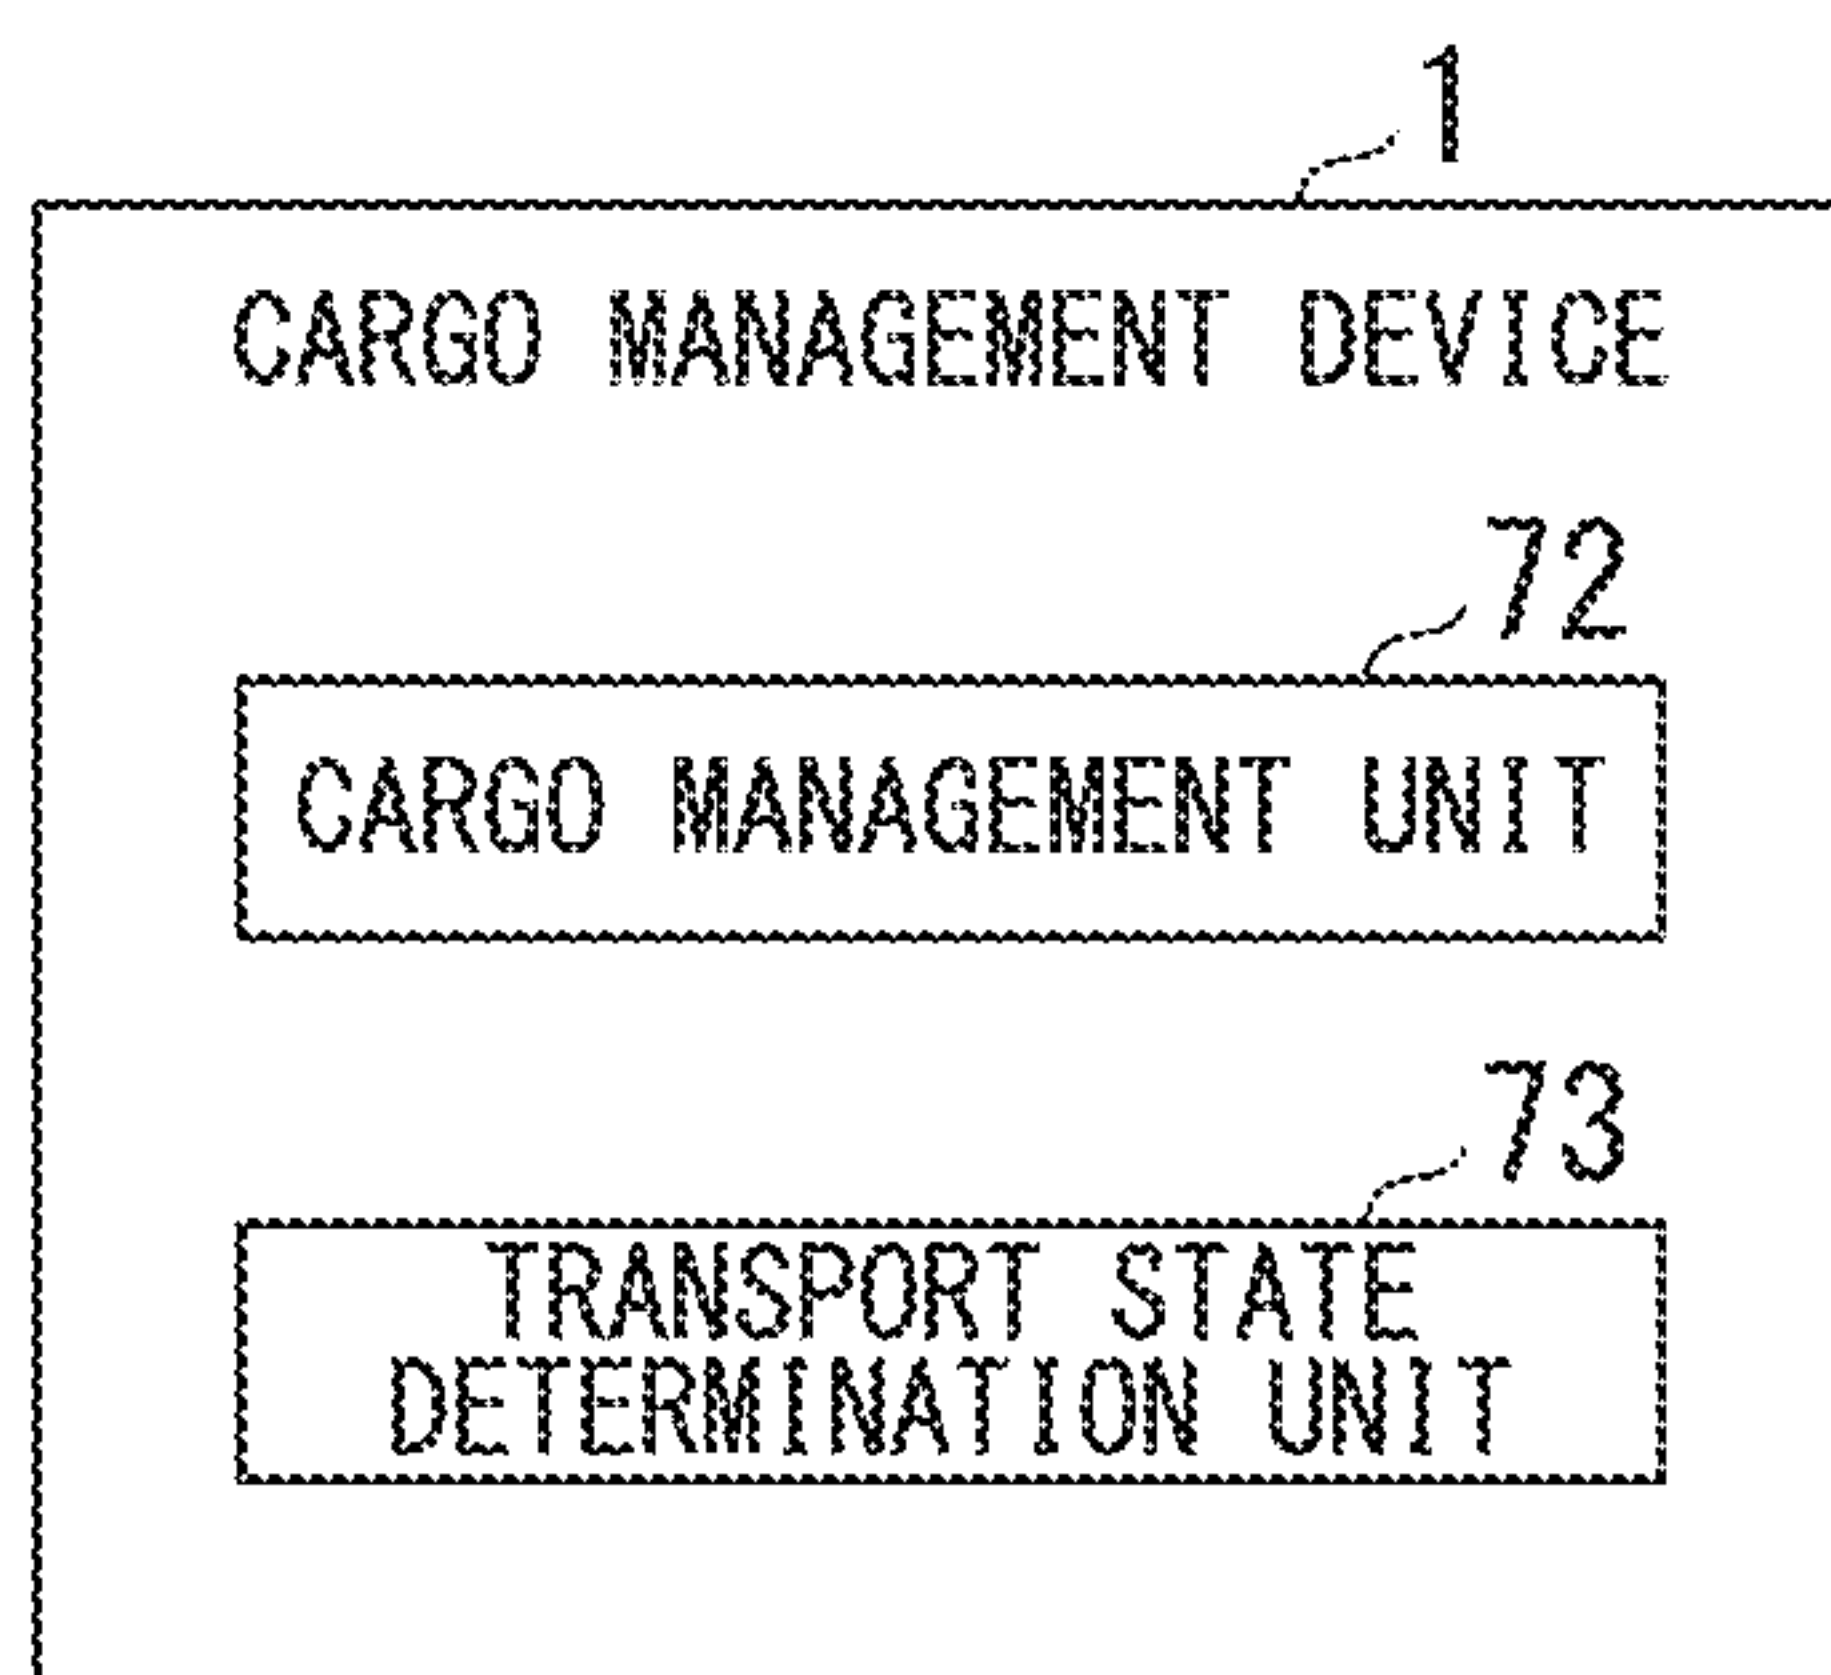 1
CARGO MANAGEMENT DEVICE
72
CARGO MANAGEMENT UNIT
73
TRANSPORT STATE
DETERMINATION UNIT